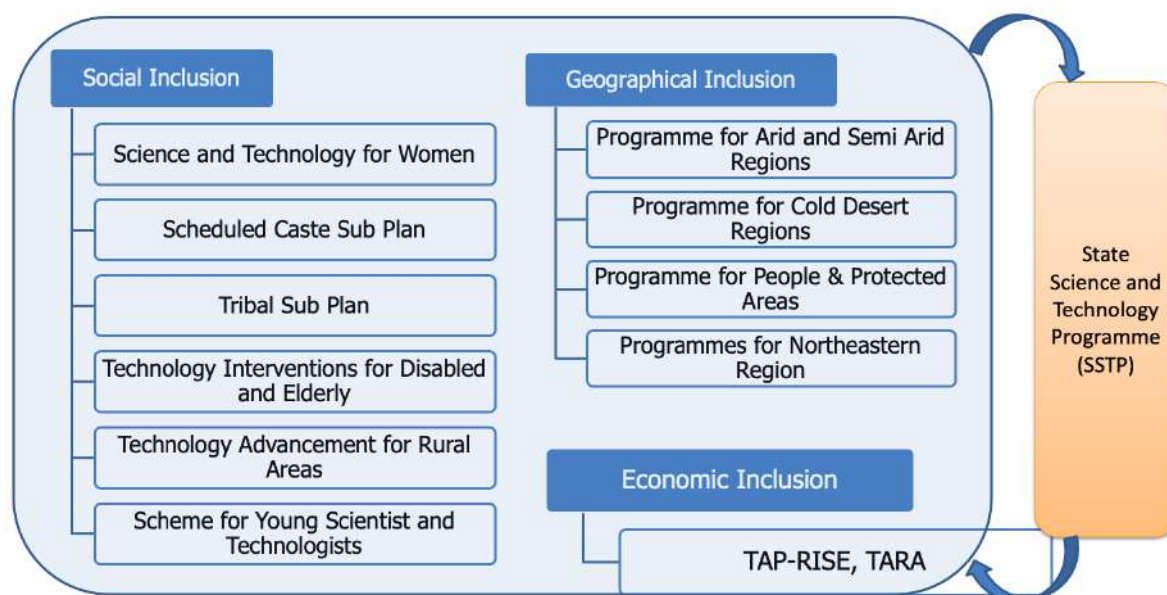 Social Inclusion
Science and Technology for Women
Scheduled Caste Sub Plan
Tribal Sub Plan
Technology Interventions for Disabled
and Elderly
Technology Advancement for Rural
Areas
Scheme for Young Scientist and
Technologists
Geographical Inclusion
Programme for Arid and Semi Arid
Regions
Programme for Cold Desert
Regions
Programme for People & Protected
Areas
Programmes for Northeastern
Region
Economic Inclusion
TAP-RISE, TARA
State
Science and
Technology
Programme
(SSTP)